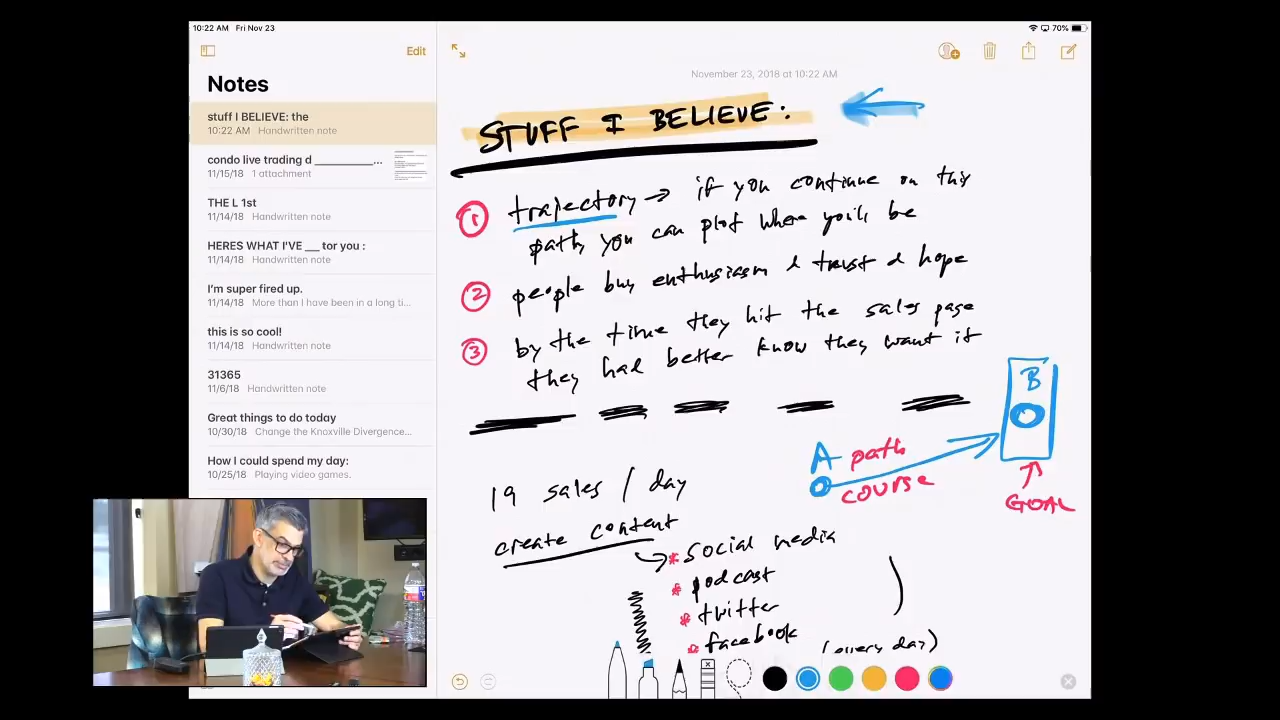 10:22 AM Fri Nov 23
70%
Edit
Notes
stuff I BELIEVE: the
10:22 AM Handwritten note
condo live trading d ______________...
11/15/18 1 attachment
THE L 1st
11/14/18 Handwritten note
HERES WHAT I'VE ___ tor you :
11/14/18 Handwritten note
I'm super fired up.
11/14/18 More than I have been in a long ti...
this is so cool!
11/14/18 Handwritten note
31365
11/6/18 Handwritten note
Great things to do today
10/30/18 Change the Knoxville Divergence...
How I could spend my day:
10/25/18 Playing video games.
November 23, 2018 at 10:22 AM
STUFF I BELIEVE:
① trajectory → if you continue on this
path, you can plot where you'll be
② people buy enthusiasm & trust & hope
③ by the time they hit the sales page
they had better know they want it
B
A path
course
GOAL
19 sales / day
create content
* social media
* podcast
* twitter
* facebook
(every day)